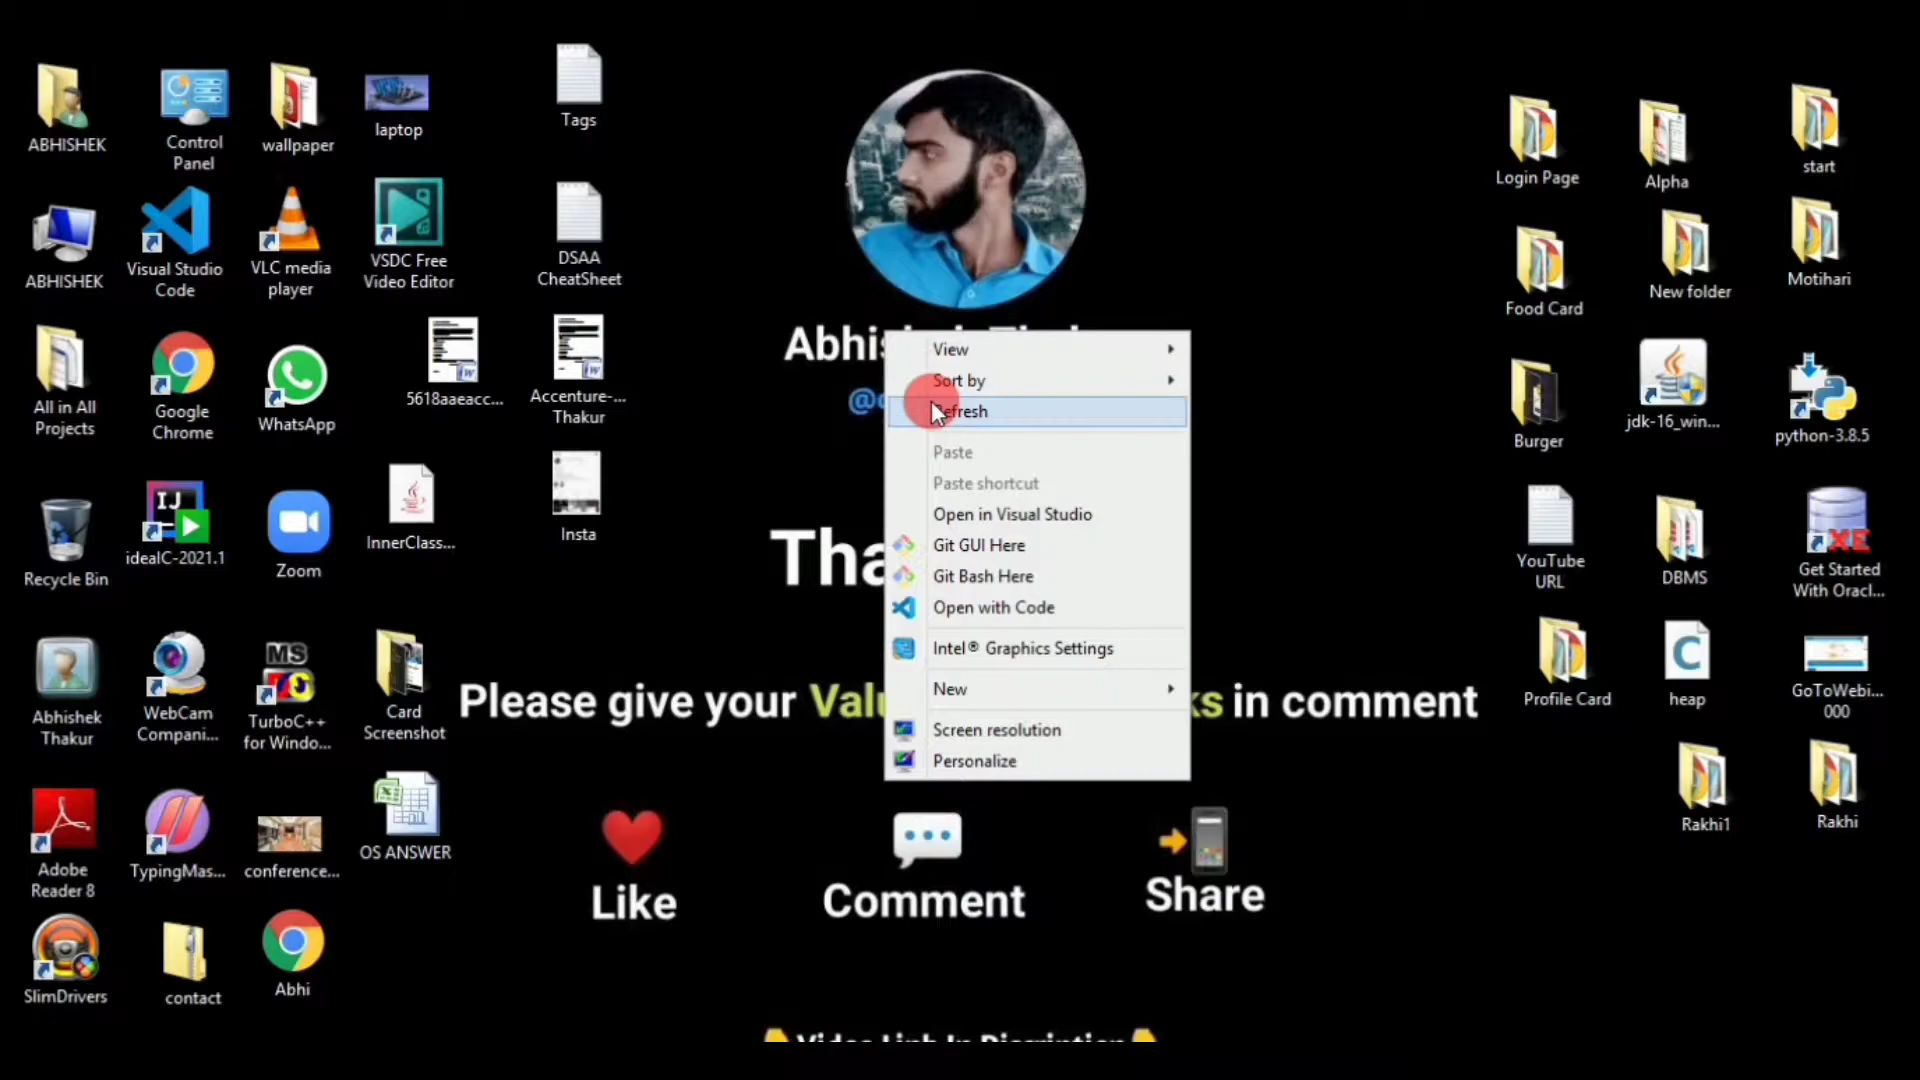 ABHISHEK
Control
Panel
wallpaper
laptop
Tags
ABHISHEK
Visual Studio
Code
VLC media
player
VSDC Free
Video Editor
DSAA
CheatSheet
All in All
Projects
Google
Chrome
WhatsApp
5618aaeacc...
Accenture-...
Thakur
Recycle Bin
idealC-2021.1
Zoom
InnerClass...
Insta
Abhishek
Thakur
WebCam
Compani...
MS
TurboC++
for Windo...
Card
Screenshot
Adobe
Reader 8
TypingMas...
conference...
OS ANSWER
SlimDrivers
contact
Abhi
View
Sort by
Refresh
Paste
Paste shortcut
Open in Visual Studio
Git GUI Here
Git Bash Here
Open with Code
Intel® Graphics Settings
New
Screen resolution
Personalize
Please give your
in comment
Like
Comment
Share
Login Page
Alpha
start
Food Card
New folder
Motihari
Burger
jdk-16_win...
python-3.8.5
YouTube
URL
DBMS
XE
Get Started
With Oracl...
Profile Card
C
heap
GoToWebi...
000
Rakhi1
Rakhi
IJ